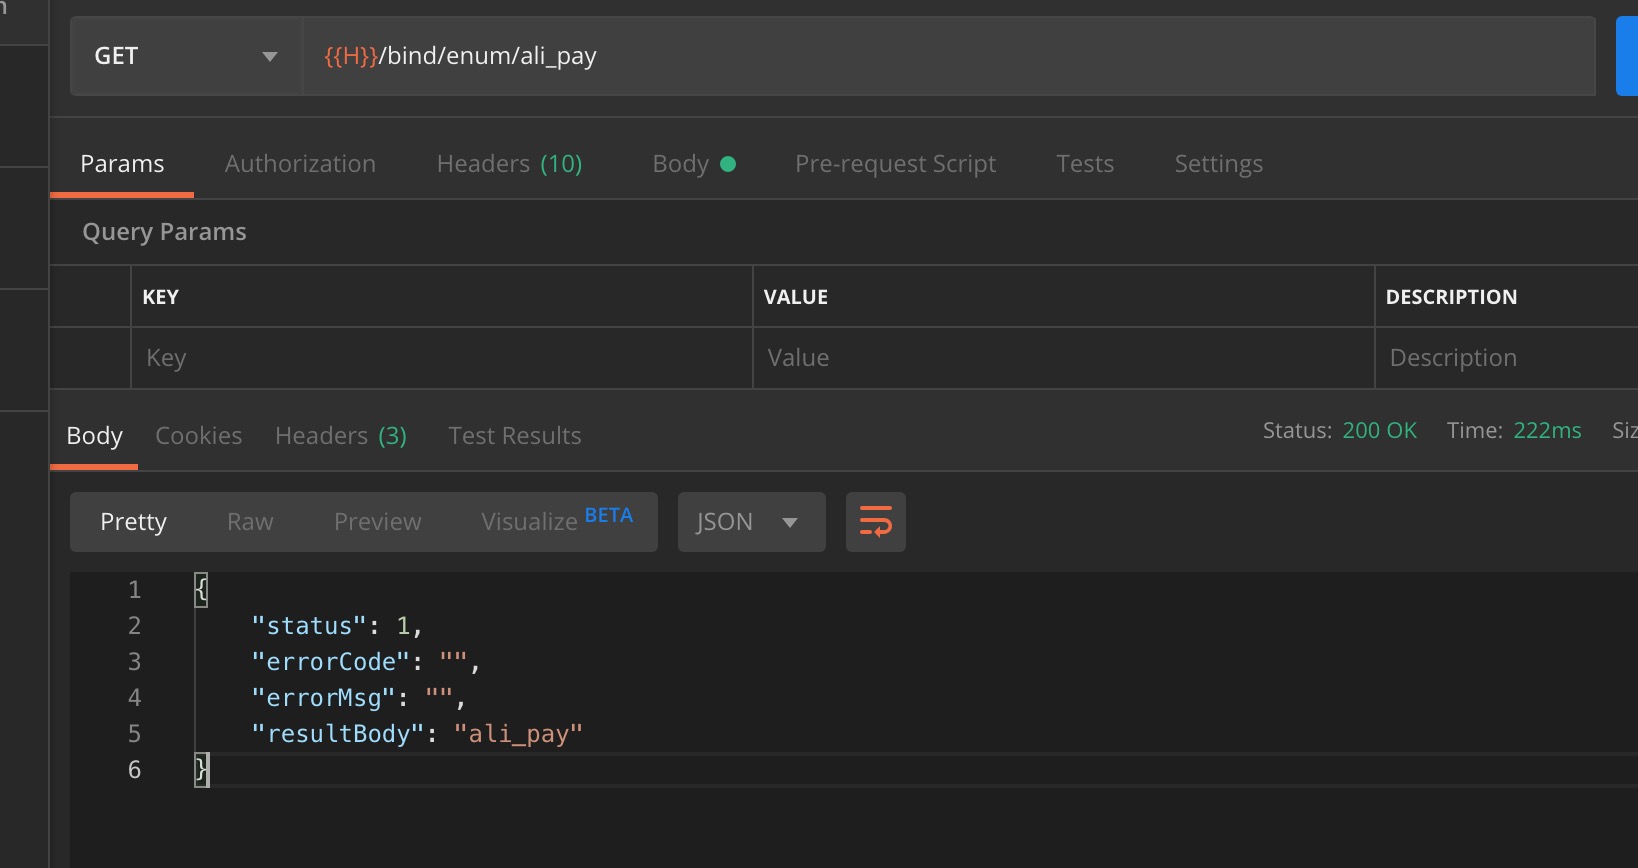 GET {{H}}/bind/enum/ali_pay
Params Authorization Headers (10) Body Pre-request Script Tests Settings
Query Params
KEY VALUE DESCRIPTION
Key Value Description
Body Cookies Headers (3) Test Results Status: 200 OK Time: 222ms
Pretty Raw Preview Visualize BETA JSON
1 {
2 "status": 1,
3 "errorCode": "",
4 "errorMsg": "",
5 "resultBody": "ali_pay"
6 }